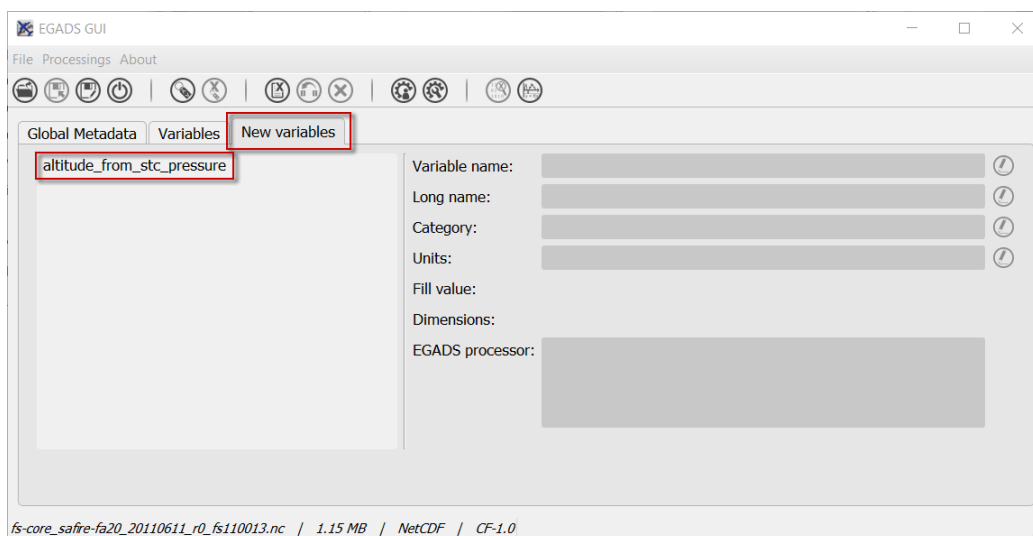 EGADS GUI
File Processings About
Global Metadata Variables New variables
altitude_from_stc_pressure
Variable name:
Long name:
Category:
Units:
Fill value:
Dimensions:
EGADS processor:
fs-core_safire-fa20_20110611_r0_fs110013.nc | 1.15 MB | NetCDF | CF-1.0